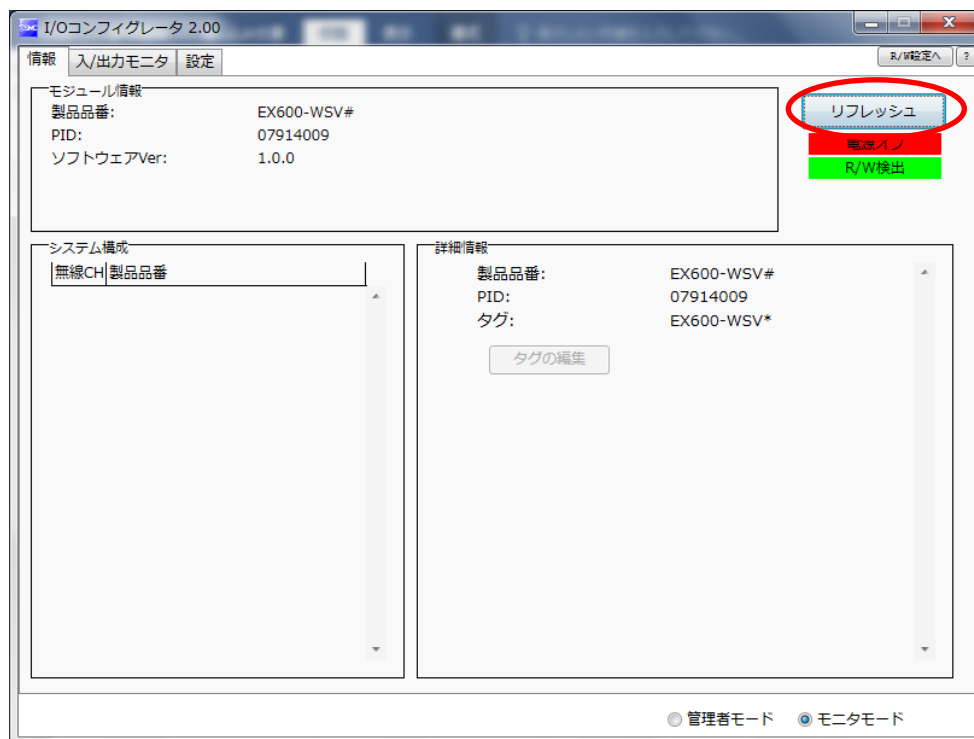 I/Oコンフィグレータ 2.00
情報 入/出力モニタ 設定
R/W設定へ ?
モジュール情報
製品品番: EX600-WSV#
PID: 07914009
ソフトウェアVer: 1.0.0
リフレッシュ
電源オフ
R/W検出
システム構成
無線CH 製品品番
詳細情報
製品品番: EX600-WSV#
PID: 07914009
タグ: EX600-WSV*
タグの編集
管理者モード モニタモード